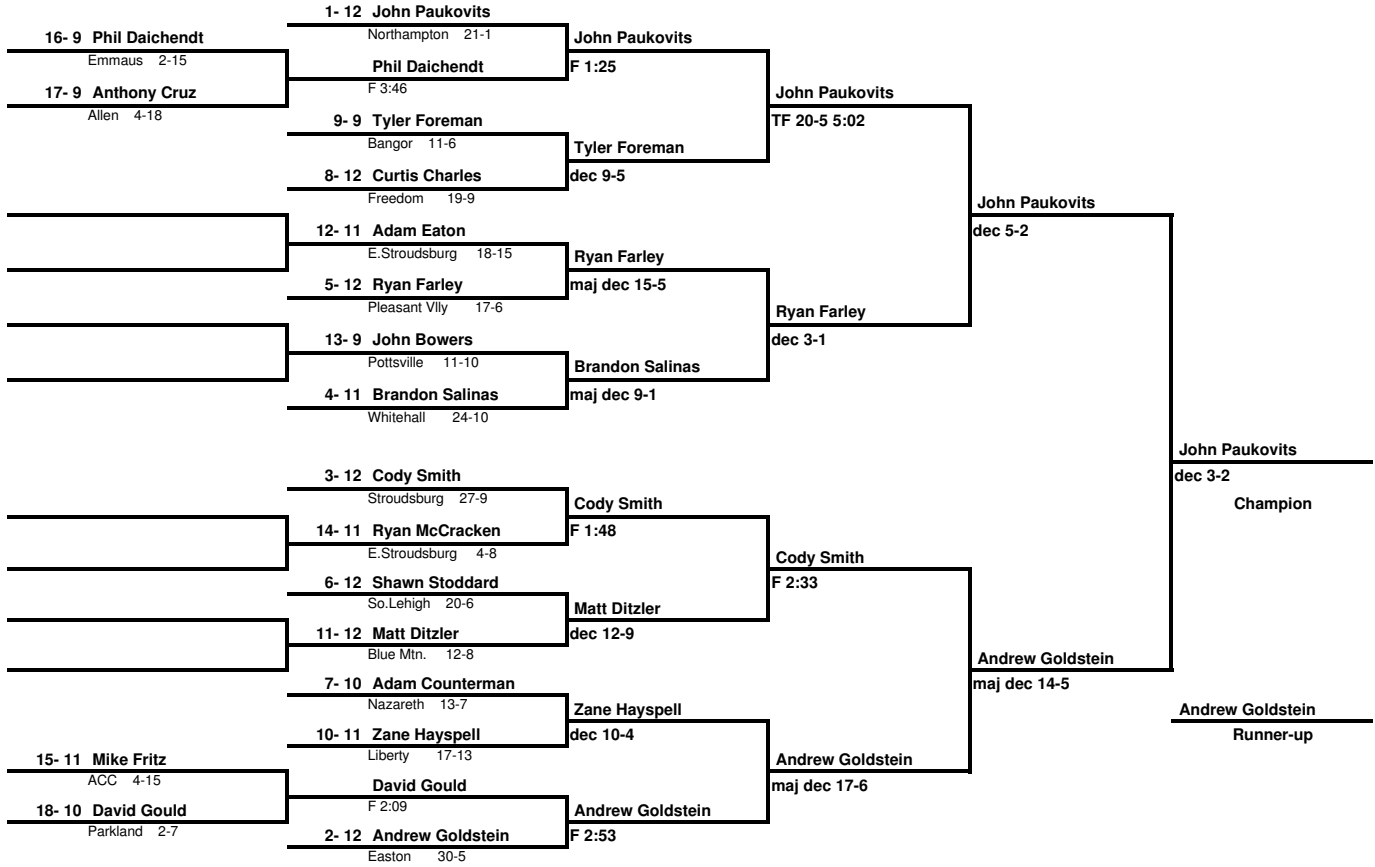 1- 12 John Paukovits
Northampton 21-1
16- 9 Phil Daichendt
Emmaus 2-15
Phil Daichendt
F 3:46
17- 9 Anthony Cruz
Allen 4-18
9- 9 Tyler Foreman
Bangor 11-6
8- 12 Curtis Charles
Freedom 19-9
12- 11 Adam Eaton
E.Stroudsburg 18-15
5- 12 Ryan Farley
Pleasant Vlly 17-6
13- 9 John Bowers
Pottsville 11-10
4- 11 Brandon Salinas
Whitehall 24-10
3- 12 Cody Smith
Stroudsburg 27-9
14- 11 Ryan McCracken
E.Stroudsburg 4-8
6- 12 Shawn Stoddard
So.Lehigh 20-6
11- 12 Matt Ditzler
Blue Mtn. 12-8
7- 10 Adam Counterman
Nazareth 13-7
10- 11 Zane Hayspell
Liberty 17-13
15- 11 Mike Fritz
ACC 4-15
David Gould
F 2:09
18- 10 David Gould
Parkland 2-7
2- 12 Andrew Goldstein
Easton 30-5
John Paukovits
F 1:25
Tyler Foreman
dec 9-5
Ryan Farley
maj dec 15-5
Brandon Salinas
maj dec 9-1
Cody Smith
F 1:48
Matt Ditzler
dec 12-9
Zane Hayspell
dec 10-4
Andrew Goldstein
F 2:53
John Paukovits
TF 20-5 5:02
Ryan Farley
dec 3-1
Cody Smith
F 2:33
Andrew Goldstein
maj dec 17-6
John Paukovits
dec 5-2
Andrew Goldstein
maj dec 14-5
John Paukovits
dec 3-2
Champion
Andrew Goldstein
Runner-up